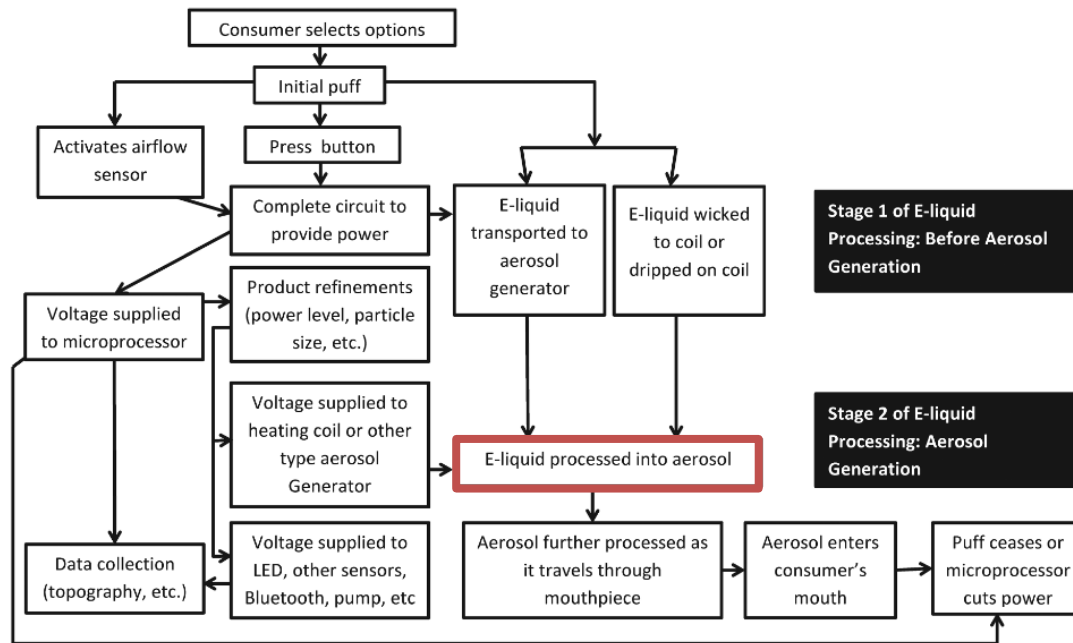 Consumer selects options
Initial puff
Activates airflow
sensor
Press button
Complete circuit to
provide power
E-liquid
transported to
aerosol
generator
E-liquid wicked
to coil or
dripped on coil
Stage 1 of E-liquid
Processing: Before Aerosol
Generation
Voltage supplied
to microprocessor
Product refinements
(power level, particle
size, etc.)
Voltage supplied to
heating coil or other
type aerosol
Generator
E-liquid processed into aerosol
Stage 2 of E-liquid
Processing: Aerosol
Generation
Data collection
(topography, etc.)
Voltage supplied to
LED, other sensors,
Bluetooth, pump, etc
Aerosol further processed as
it travels through
mouthpiece
Aerosol enters
consumer’s
mouth
Puff ceases or
microprocessor
cuts power